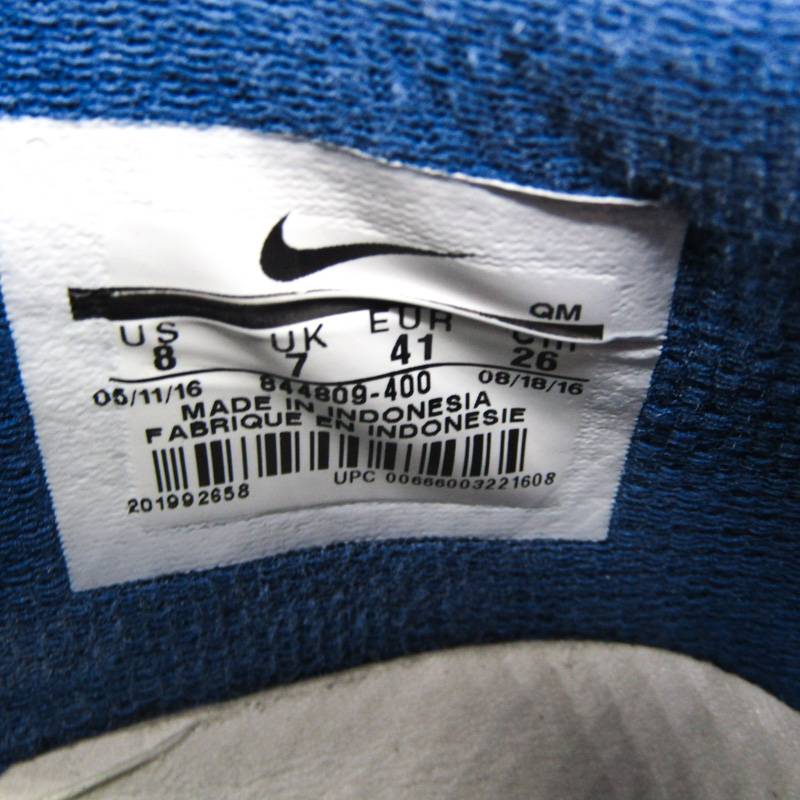 QM
US UK EUR cm
8 7 41 26
05/11/16 844809-400 08/18/16
MADE IN INDONESIA
FABRIQUE EN INDONESIE
201992658 UPC 00666003221608